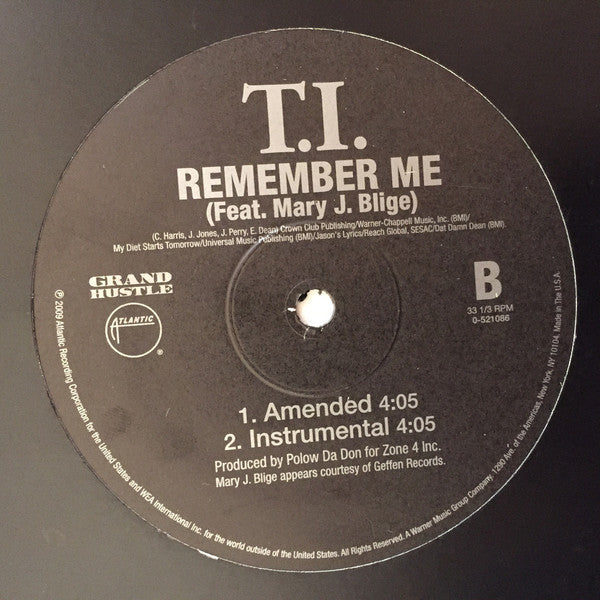 T.I.
REMEMBER ME
(Feat. Mary J. Blige)
(C. Harris, J. Jones, J. Perry, E. Dean) Crown Club Publishing/Warner-Chappell Music, Inc. (BMI)/
My Diet Starts Tomorrow/Universal Music Publishing (BMI)/Jason's Lyrics/Reach Global, SESAC/Dat Damn Dean (BMI)
GRAND
HUSTLE
ATLANTIC
®
B
33 1/3 RPM
0-521086
1. Amended 4:05
2. Instrumental 4:05
Produced by Polow Da Don for Zone 4 Inc.
Mary J. Blige appears courtesy of Geffen Records.
℗ 2009 Atlantic Recording Corporation for the United States and WEA International Inc. for the world outside of the United States. All Rights Reserved. A Warner Music Group Company. 1290 Ave. of the Americas, New York, NY 10104. Made in The U.S.A.